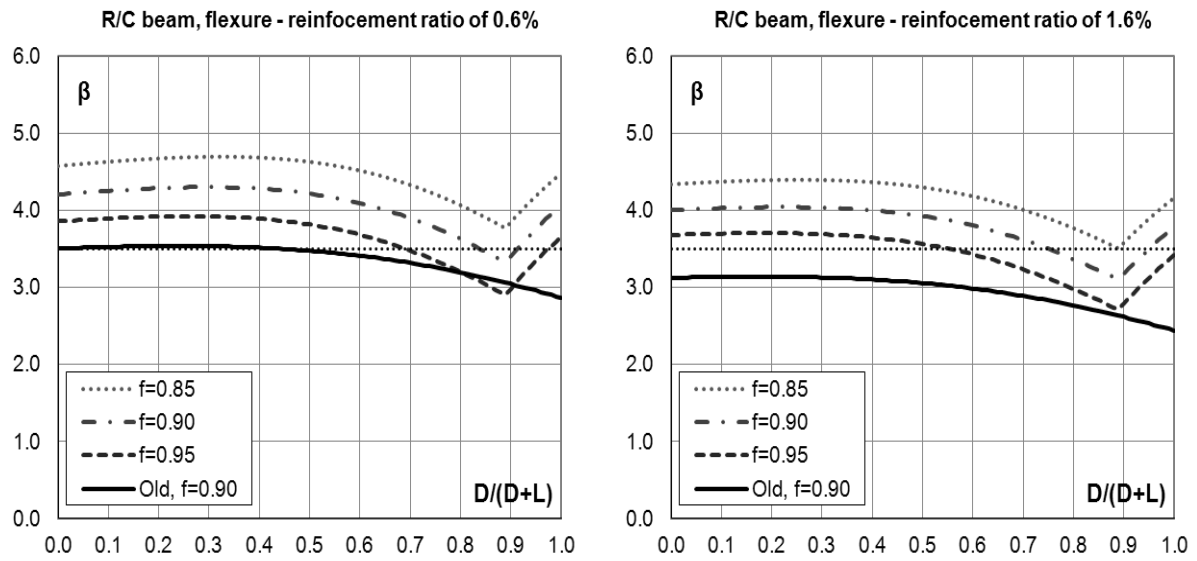 R/C beam, flexure - reinfocement ratio of 0.6%
6.0
5.0
4.0
3.0
2.0
1.0
0.0
β
f=0.85
f=0.90
f=0.95
Old, f=0.90
D/(D+L)
0.0 0.1 0.2 0.3 0.4 0.5 0.6 0.7 0.8 0.9 1.0
R/C beam, flexure - reinfocement ratio of 1.6%
6.0
5.0
4.0
3.0
2.0
1.0
0.0
β
f=0.85
f=0.90
f=0.95
Old, f=0.90
D/(D+L)
0.0 0.1 0.2 0.3 0.4 0.5 0.6 0.7 0.8 0.9 1.0